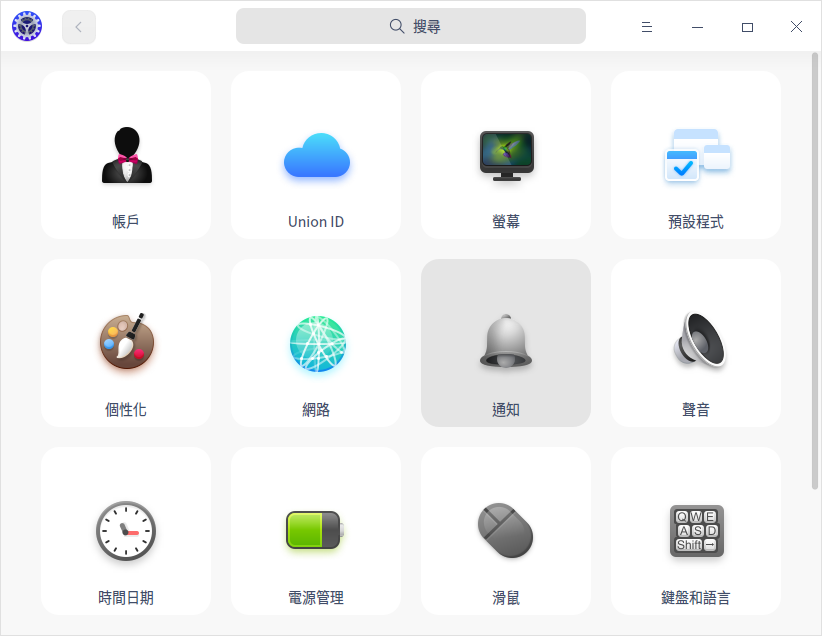 搜尋
帳戶
Union ID
螢幕
預設程式
個性化
網路
通知
聲音
時間日期
電源管理
滑鼠
Q W E
A S D
Shift →
鍵盤和語言